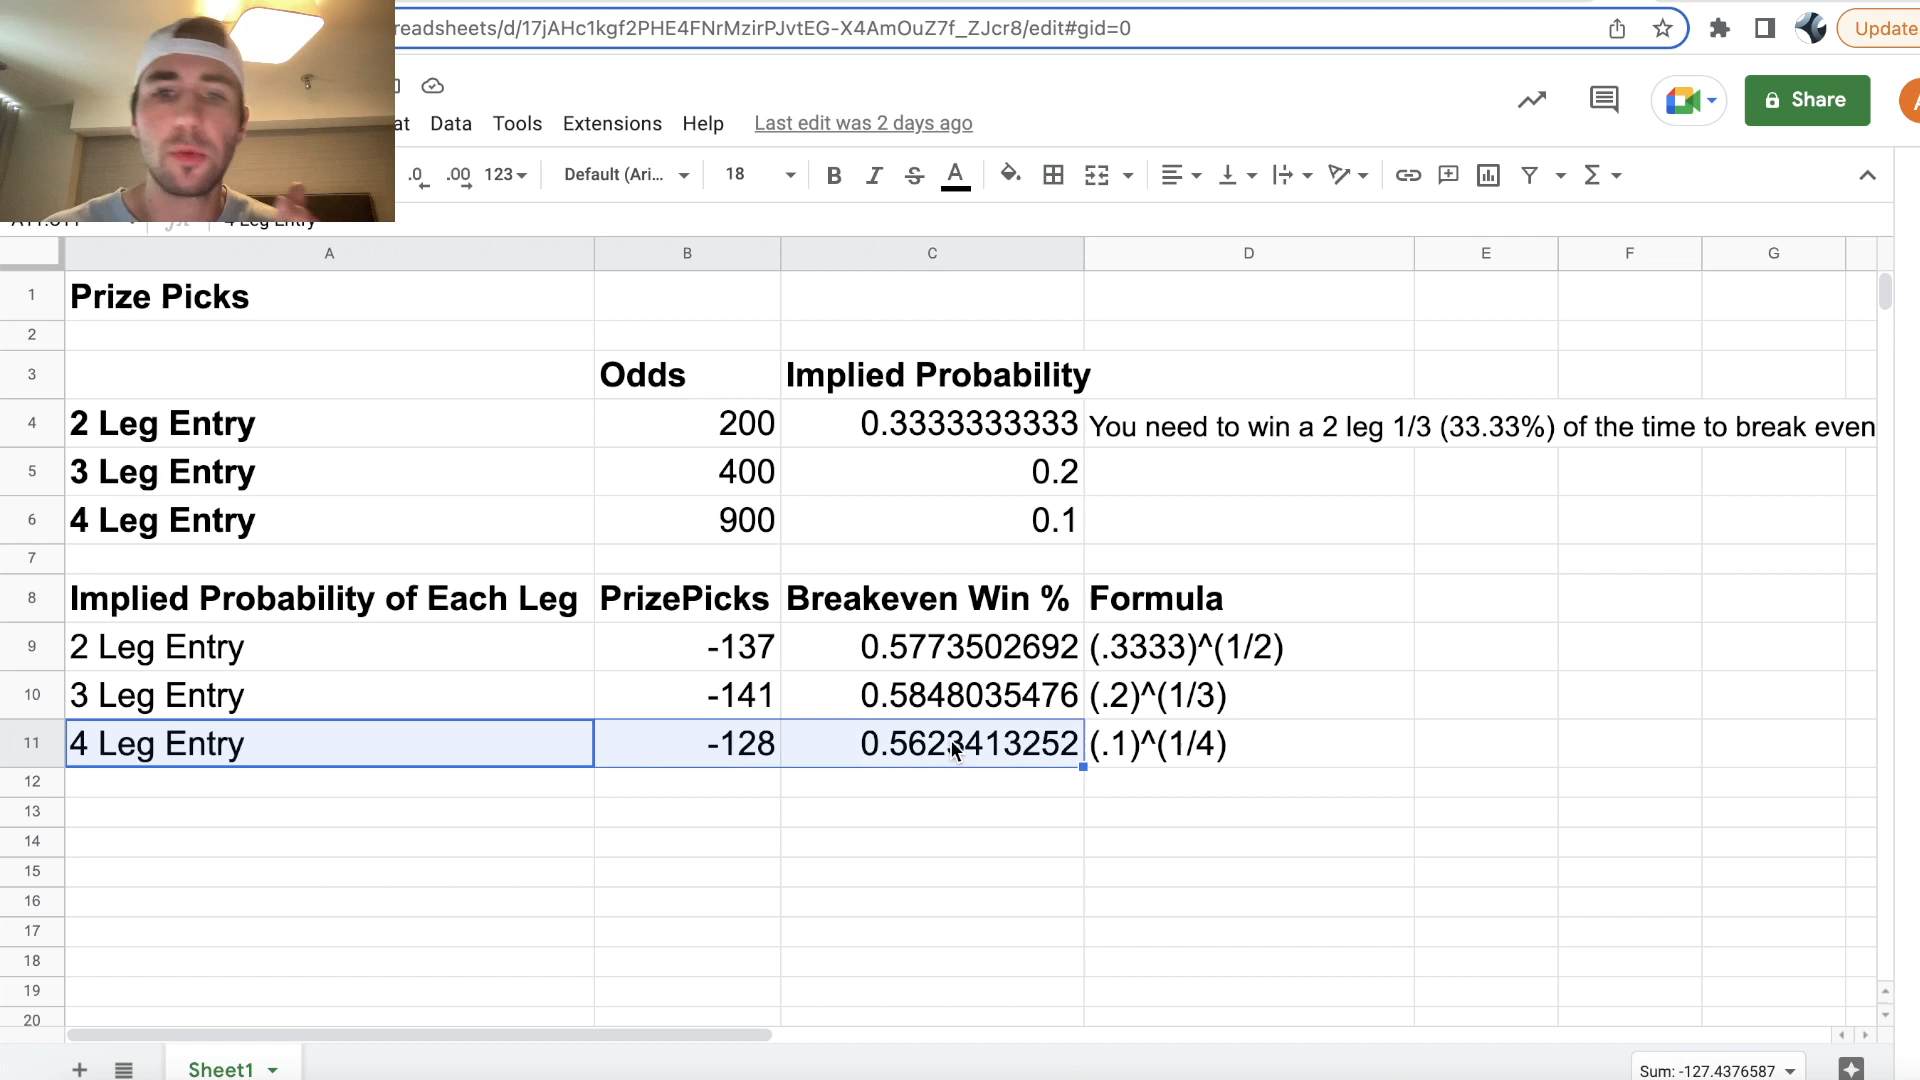 readsheets/d/17jAHc1kgf2PHE4FNrMzirPJvtEG-X4AmOuZ7f_ZJcr8/edit#gid=0
Update
at Data Tools Extensions Help Last edit was 2 days ago
Share
.0 .00 123 Default (Ari... 18 B I S A
4 Leg Entry
A B C D E F G
1 Prize Picks
2
3 Odds Implied Probability
4 2 Leg Entry 200 0.3333333333 You need to win a 2 leg 1/3 (33.33%) of the time to break even
5 3 Leg Entry 400 0.2
6 4 Leg Entry 900 0.1
7
8 Implied Probability of Each Leg PrizePicks Breakeven Win % Formula
9 2 Leg Entry -137 0.5773502692 (.3333)^(1/2)
10 3 Leg Entry -141 0.5848035476 (.2)^(1/3)
11 4 Leg Entry -128 0.5623413252 (.1)^(1/4)
12
13
14
15
16
17
18
19
20
Sheet1
Sum: -127.4376587